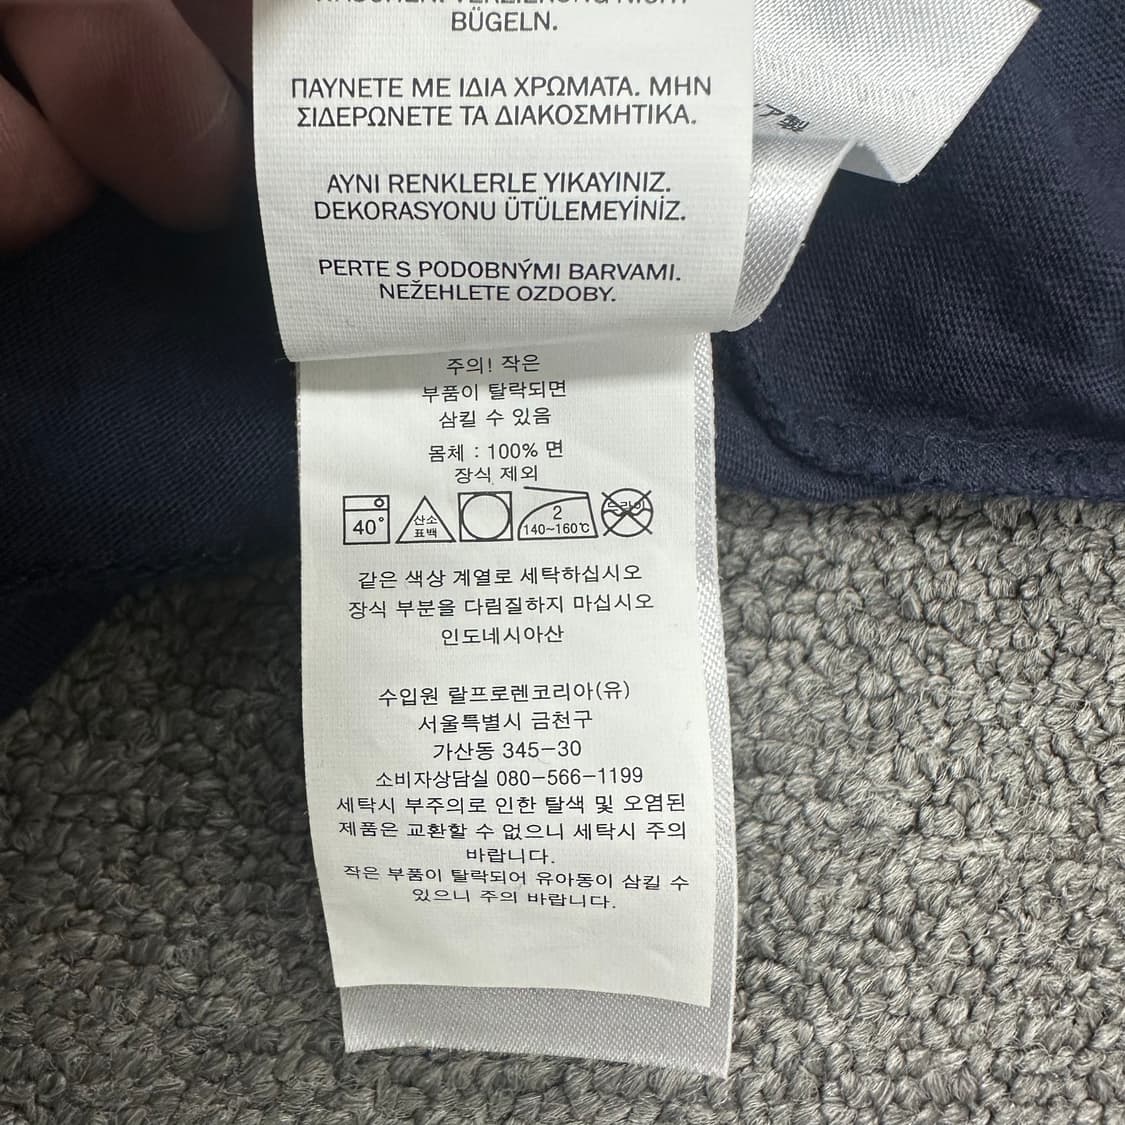 WASCHEN. VERZIERUNG NICHT
BÜGELN.
ΠΛΥΝΕΤΕ ΜΕ ΙΔΙΑ ΧΡΩΜΑΤΑ. ΜΗΝ
ΣΙΔΕΡΩΝΕΤΕ ΤΑ ΔΙΑΚΟΣΜΗΤΙΚΑ.
AYNI RENKLERLE YIKAYINIZ.
DEKORASYONU ÜTÜLEMEYİNİZ.
PERTE S PODOBNÝMI BARVAMI.
NEŽEHLETE OZDOBY.
ア製
주의! 작은
부품이 탈락되면
삼킬 수 있음
몸체 : 100% 면
장식 제외
40° 산소 표백 2 140~160℃ 드라이
같은 색상 계열로 세탁하십시오
장식 부분을 다림질하지 마십시오
인도네시아산
수입원 랄프로렌코리아(유)
서울특별시 금천구
가산동 345-30
소비자상담실 080-566-1199
세탁시 부주의로 인한 탈색 및 오염된
제품은 교환할 수 없으니 세탁시 주의
바랍니다.
작은 부품이 탈락되어 유아동이 삼킬 수
있으니 주의 바랍니다.